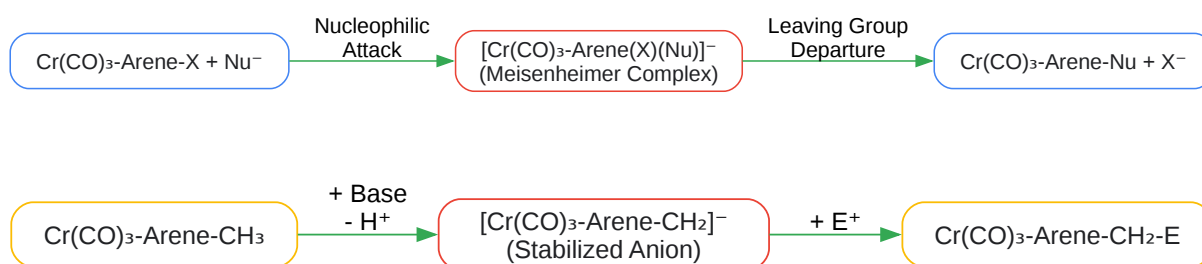 Nucleophilic
Attack
Leaving Group
Departure
Cr(CO)₃-Arene-X + Nu⁻
[Cr(CO)₃-Arene(X)(Nu)]⁻
(Meisenheimer Complex)
Cr(CO)₃-Arene-Nu + X⁻
+ Base
- H⁺
+ E⁺
Cr(CO)₃-Arene-CH₃
[Cr(CO)₃-Arene-CH₂]⁻
(Stabilized Anion)
Cr(CO)₃-Arene-CH₂-E